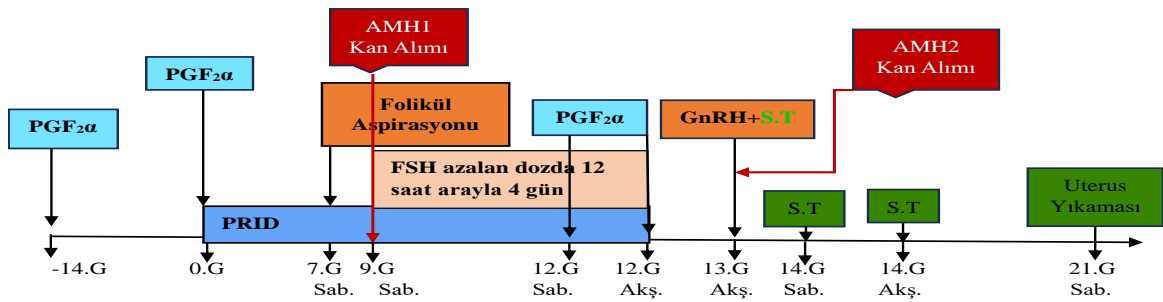 AMH1
Kan Alımı
AMH2
Kan Alımı
PGF₂α
PGF₂α
Folikül
Aspirasyonu
PGF₂α
GnRH+S.T
FSH azalan dozda 12
saat arayla 4 gün
PRID
S.T
S.T
Uterus
Yıkaması
-14.G
0.G
7.G
Sab.
9.G
Sab.
12.G
Sab.
12.G
Akş.
13.G
Akş.
14.G
Sab.
14.G
Akş.
21.G
Sab.